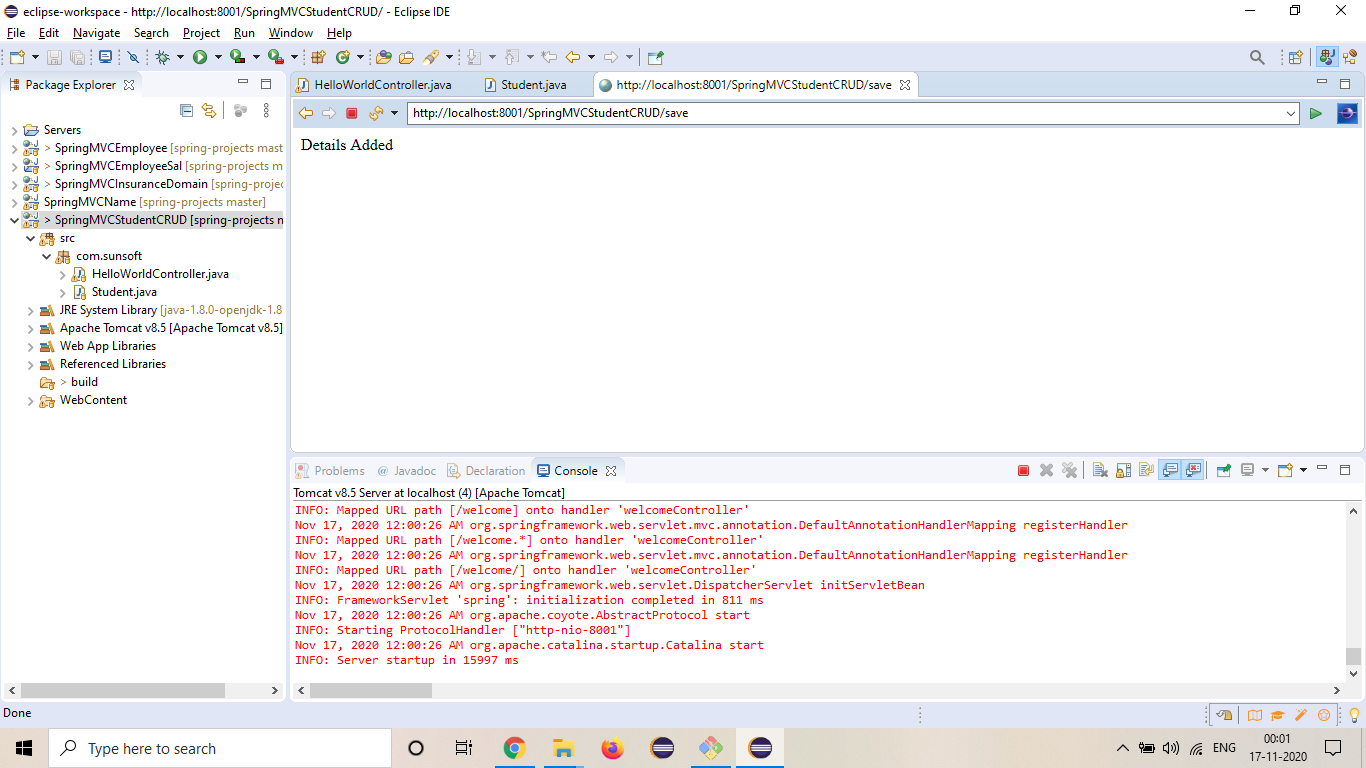 eclipse-workspace - http://localhost:8001/SpringMVCStudentCRUD/ - Eclipse IDE
File Edit Navigate Search Project Run Window Help
Package Explorer
HelloWorldController.java Student.java http://localhost:8001/SpringMVCStudentCRUD/save
http://localhost:8001/SpringMVCStudentCRUD/save
Details Added
Servers
> SpringMVCEmployee [spring-projects mast
> SpringMVCEmployeeSal [spring-projects m
> SpringMVCInsuranceDomain [spring-projec
SpringMVCName [spring-projects master]
> SpringMVCStudentCRUD [spring-projects n
src
com.sunsoft
HelloWorldController.java
Student.java
JRE System Library [java-1.8.0-openjdk-1.8
Apache Tomcat v8.5 [Apache Tomcat v8.5]
Web App Libraries
Referenced Libraries
> build
WebContent
Problems @ Javadoc Declaration Console
Tomcat v8.5 Server at localhost (4) [Apache Tomcat]
INFO: Mapped URL path [/welcome] onto handler 'welcomeController'
Nov 17, 2020 12:00:26 AM org.springframework.web.servlet.mvc.annotation.DefaultAnnotationHandlerMapping registerHandler
INFO: Mapped URL path [/welcome.*] onto handler 'welcomeController'
Nov 17, 2020 12:00:26 AM org.springframework.web.servlet.mvc.annotation.DefaultAnnotationHandlerMapping registerHandler
INFO: Mapped URL path [/welcome/] onto handler 'welcomeController'
Nov 17, 2020 12:00:26 AM org.springframework.web.servlet.DispatcherServlet initServletBean
INFO: FrameworkServlet 'spring': initialization completed in 811 ms
Nov 17, 2020 12:00:26 AM org.apache.coyote.AbstractProtocol start
INFO: Starting ProtocolHandler ["http-nio-8001"]
Nov 17, 2020 12:00:26 AM org.apache.catalina.startup.Catalina start
INFO: Server startup in 15997 ms
Done
Type here to search
ENG
00:01
17-11-2020